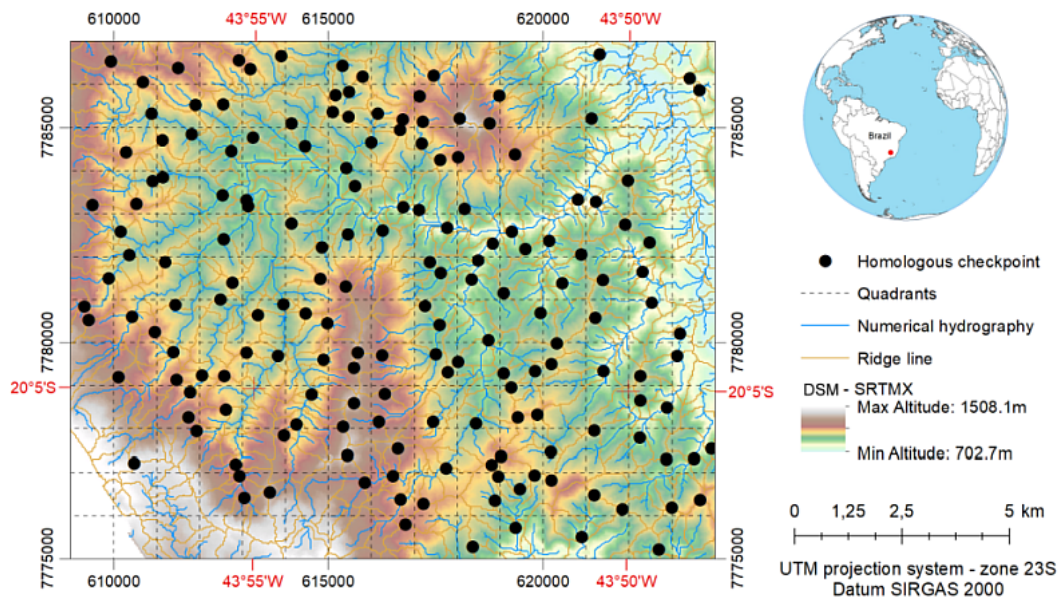 610000 43°55'W 615000 620000 43°50'W
7785000 7785000
7780000 7780000
20°5'S 20°5'S
7775000 7775000
610000 43°55'W 615000 620000 43°50'W
Brazil
Homologous checkpoint
Quadrants
Numerical hydrography
Ridge line
DSM - SRTMX
Max Altitude: 1508.1m
Min Altitude: 702.7m
0 1,25 2,5 5 km
UTM projection system - zone 23S
Datum SIRGAS 2000